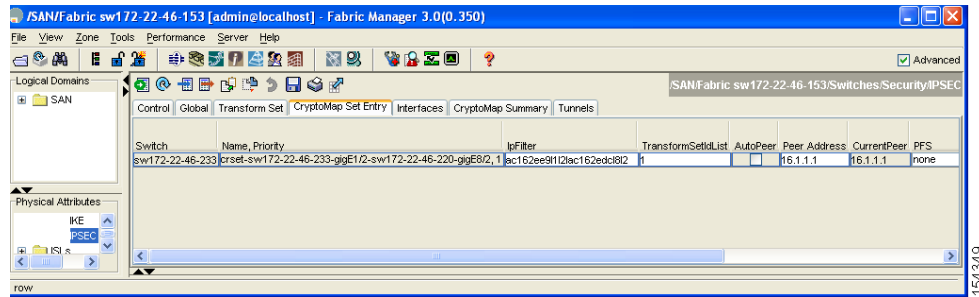 /SAN/Fabric sw172-22-46-153 [admin@localhost] - Fabric Manager 3.0(0.350)
File View Zone Tools Performance Server Help
Advanced
Logical Domains
/SAN/Fabric sw172-22-46-153/Switches/Security/IPSEC
SAN
Control Global Transform Set CryptoMap Set Entry Interfaces CryptoMap Summary Tunnels
Switch Name, Priority IpFilter TransformSetIdList AutoPeer Peer Address CurrentPeer PFS
sw172-22-46-233 crset-sw172-22-46-233-gigE1/2-sw172-22-46-220-gigE8/2, 1 1 16.1.1.1 16.1.1.1 none
Physical Attributes
IKE
IPSEC
ISLs
row
154349